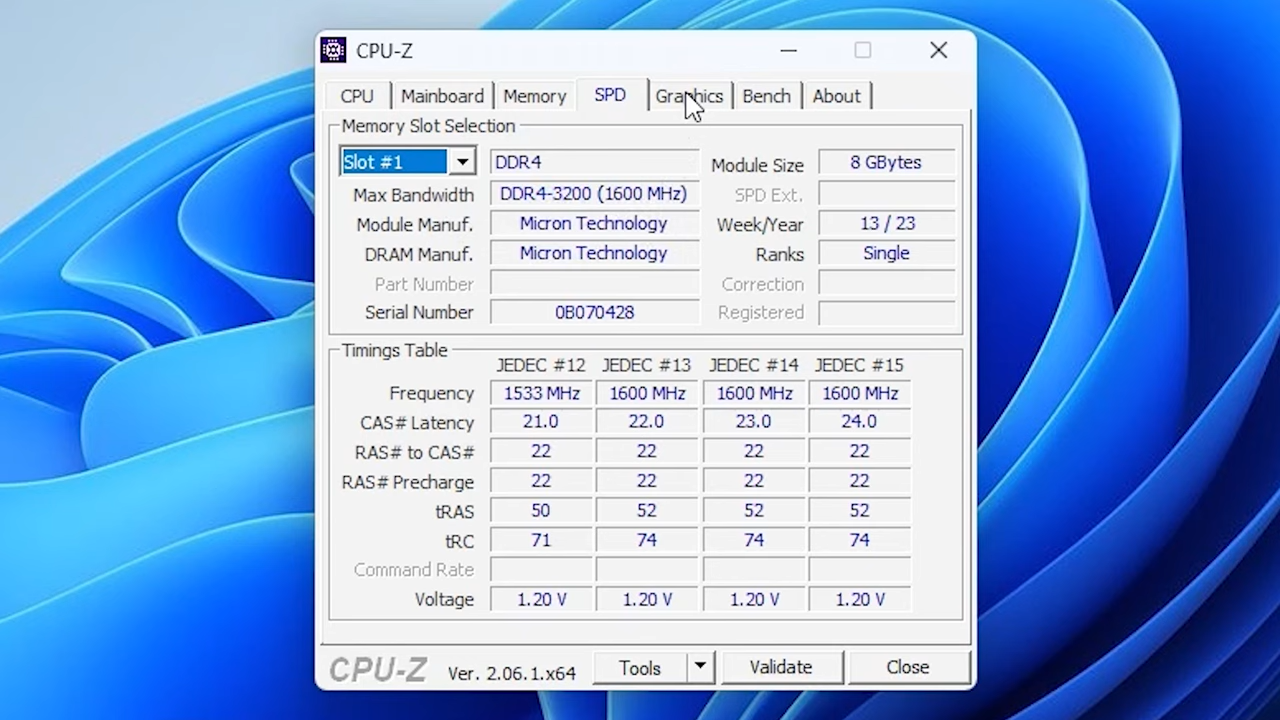 CPU-Z
CPU Mainboard Memory SPD Graphics Bench About
Memory Slot Selection
Slot #1 DDR4 Module Size 8 GBytes
Max Bandwidth DDR4-3200 (1600 MHz) SPD Ext.
Module Manuf. Micron Technology Week/Year 13 / 23
DRAM Manuf. Micron Technology Ranks Single
Part Number Correction
Serial Number 0B070428 Registered
Timings Table
JEDEC #12 JEDEC #13 JEDEC #14 JEDEC #15
Frequency 1533 MHz 1600 MHz 1600 MHz 1600 MHz
CAS# Latency 21.0 22.0 23.0 24.0
RAS# to CAS# 22 22 22 22
RAS# Precharge 22 22 22 22
tRAS 50 52 52 52
tRC 71 74 74 74
Command Rate
Voltage 1.20 V 1.20 V 1.20 V 1.20 V
CPU-Z Ver. 2.06.1.x64 Tools Validate Close